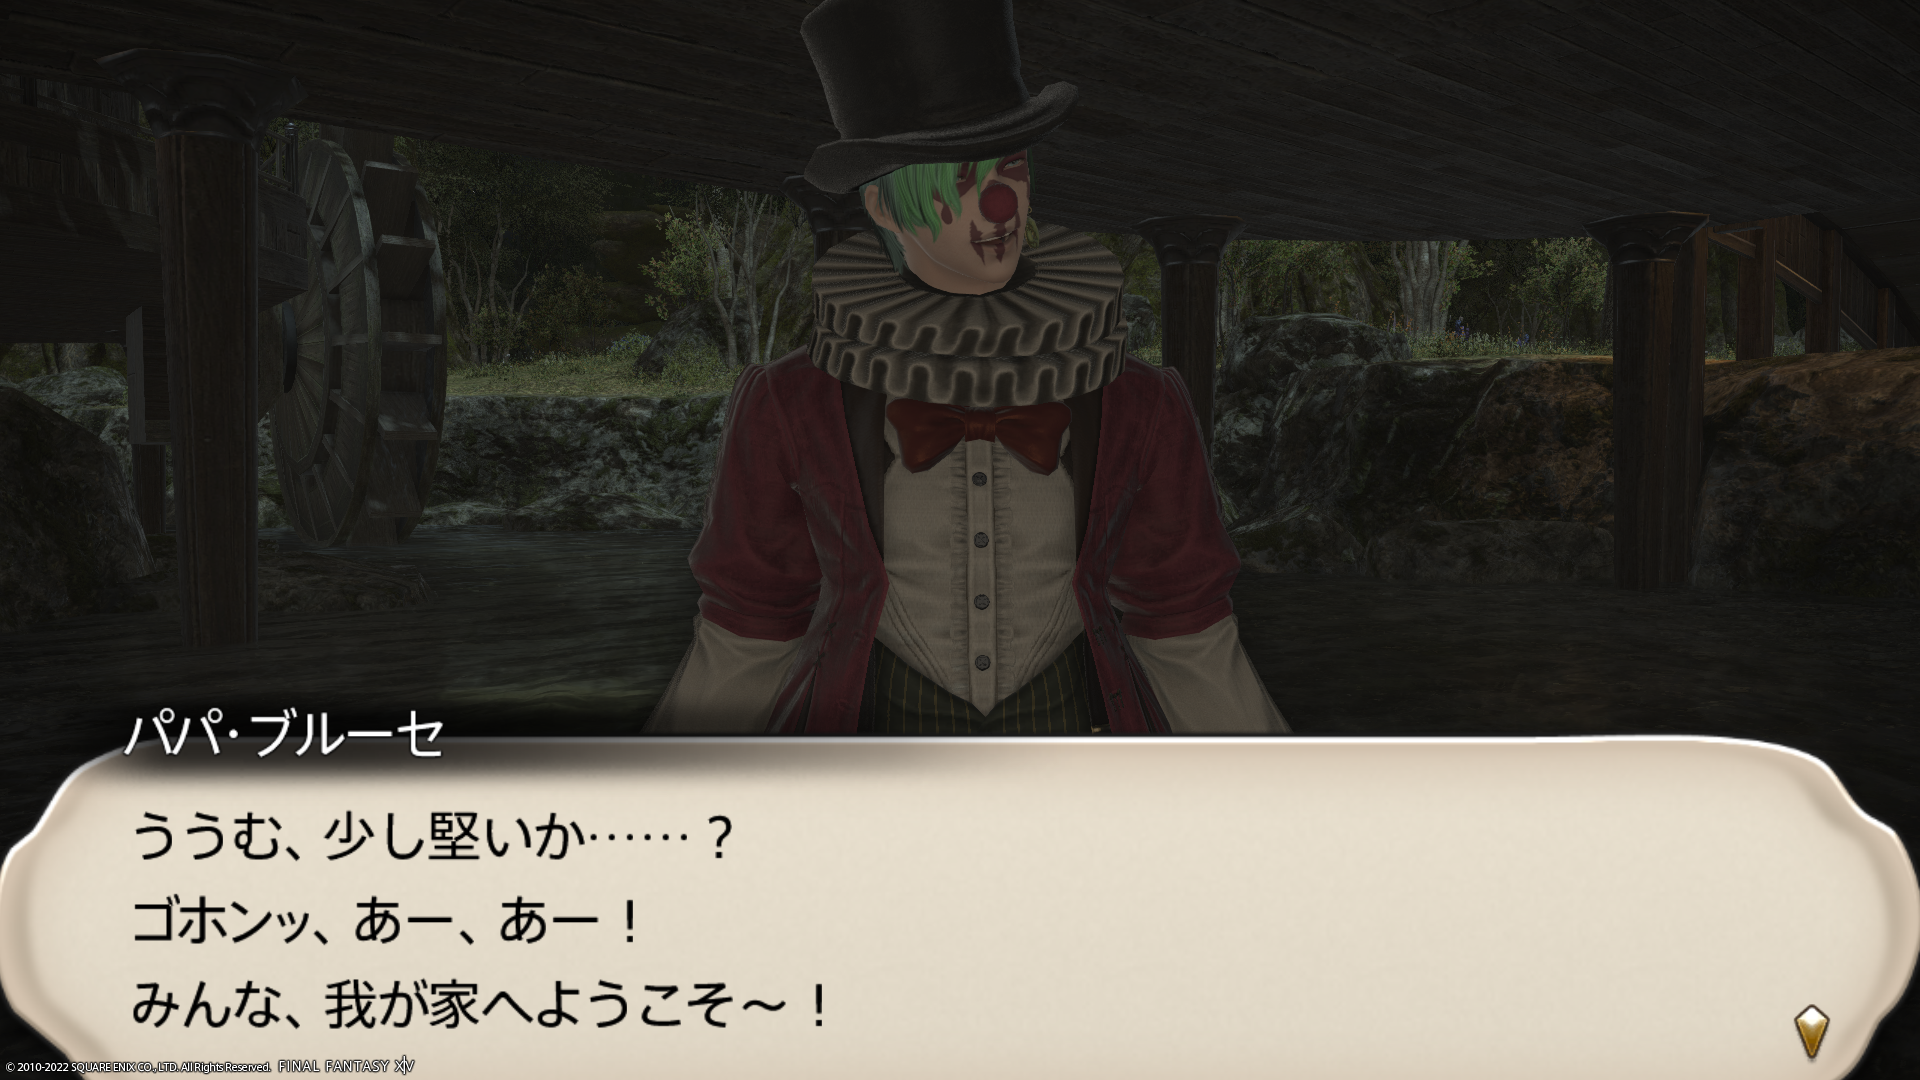 パパ・ブルーセ
ううむ、少し堅いか……？
ゴホンッ、あー、あー！
みんな、我が家へようこそ～！
© 2010-2022 SQUARE ENIX CO., LTD. All Rights Reserved. FINAL FANTASY XIV